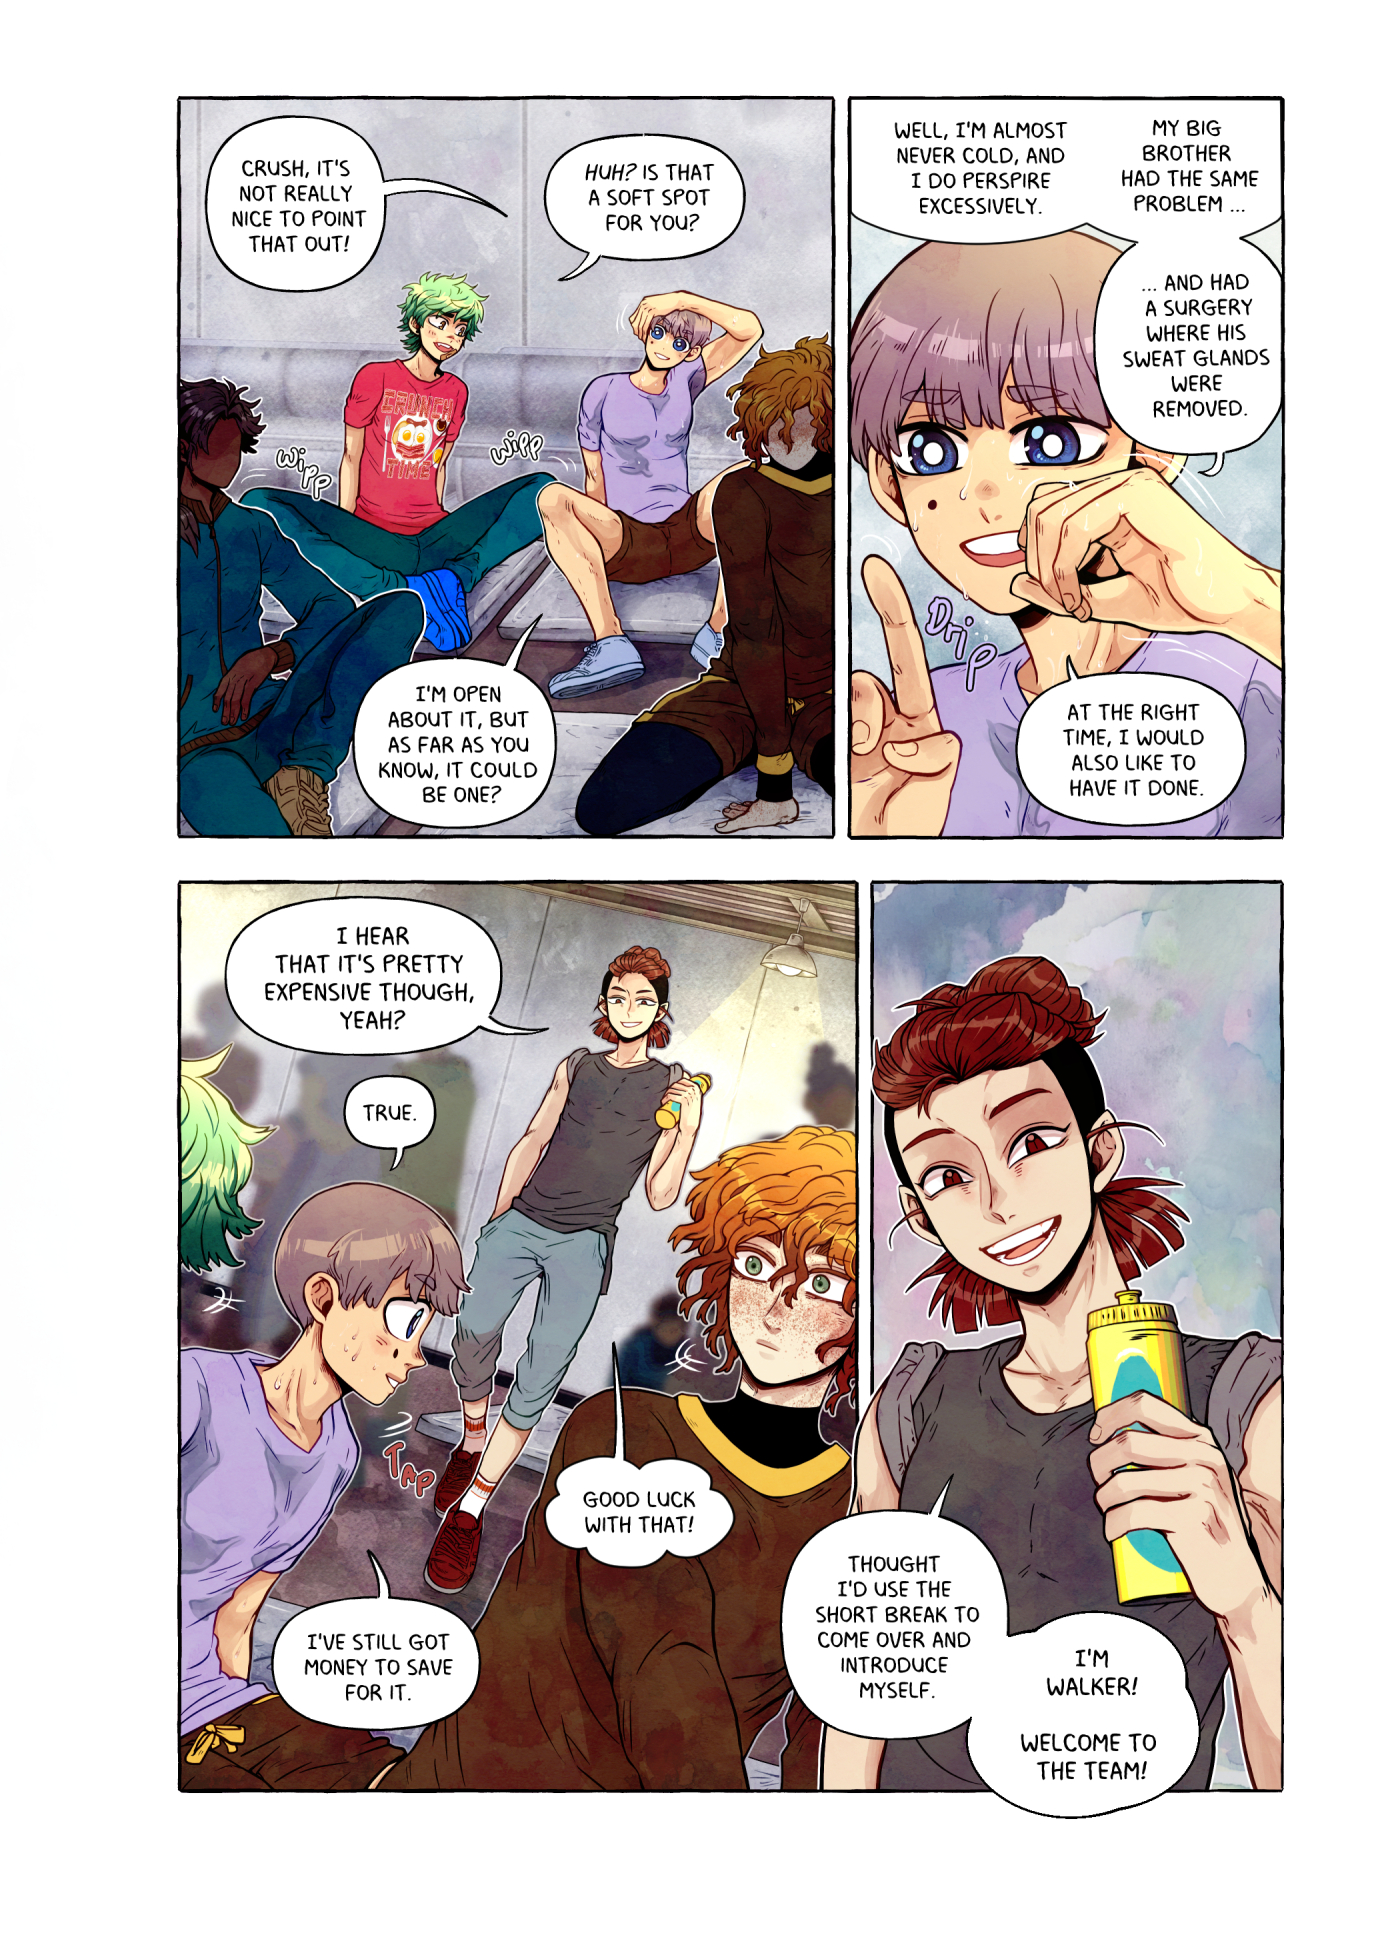 CRUSH, IT'S
NOT REALLY
NICE TO POINT
THAT OUT!
HUH? IS THAT
A SOFT SPOT
FOR YOU?
CRUNCH
TIME
WIPP
WIPP
I'M OPEN
ABOUT IT, BUT
AS FAR AS YOU
KNOW, IT COULD
BE ONE?
WELL, I'M ALMOST
NEVER COLD, AND
I DO PERSPIRE
EXCESSIVELY.
MY BIG
BROTHER
HAD THE SAME
PROBLEM ...
... AND HAD
A SURGERY
WHERE HIS
SWEAT GLANDS
WERE
REMOVED.
Drip
AT THE RIGHT
TIME, I WOULD
ALSO LIKE TO
HAVE IT DONE.
I HEAR
THAT IT'S PRETTY
EXPENSIVE THOUGH,
YEAH?
TRUE.
TAP
GOOD LUCK
WITH THAT!
I'VE STILL GOT
MONEY TO SAVE
FOR IT.
THOUGHT
I'D USE THE
SHORT BREAK TO
COME OVER AND
INTRODUCE
MYSELF.
I'M
WALKER!
WELCOME TO
THE TEAM!